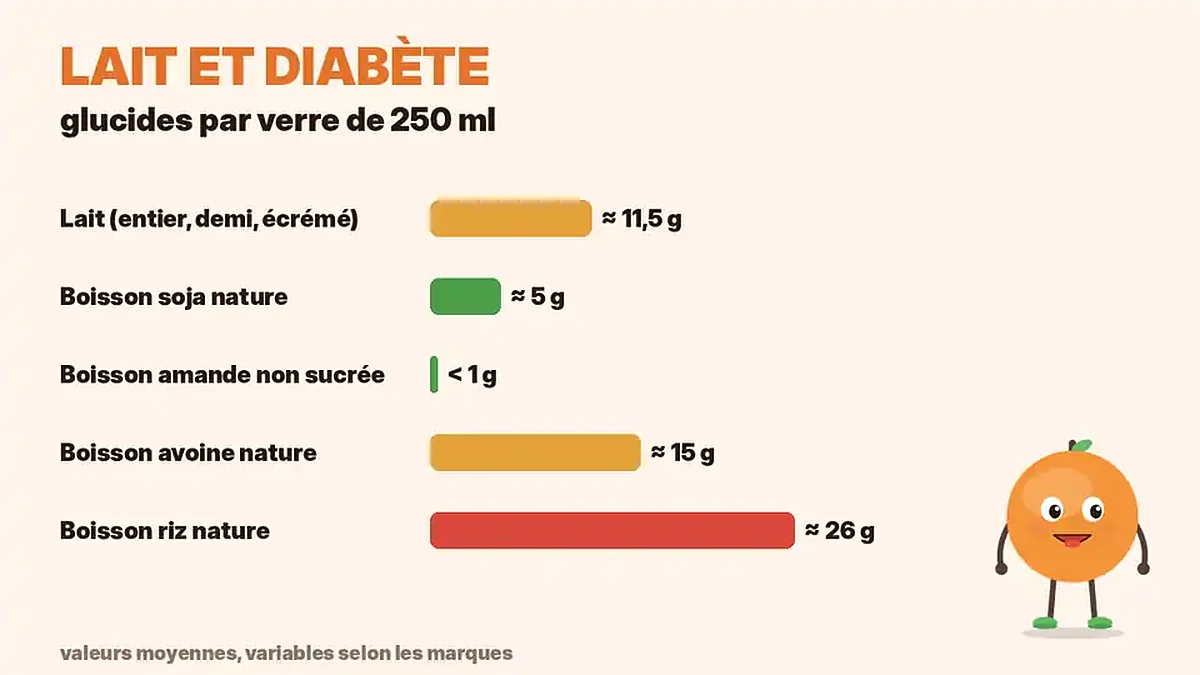 LAIT ET DIABÈTE
glucides par verre de 250 ml
Lait (entier, demi, écrémé) ≈ 11,5 g
Boisson soja nature ≈ 5 g
Boisson amande non sucrée < 1 g
Boisson avoine nature ≈ 15 g
Boisson riz nature ≈ 26 g
valeurs moyennes, variables selon les marques